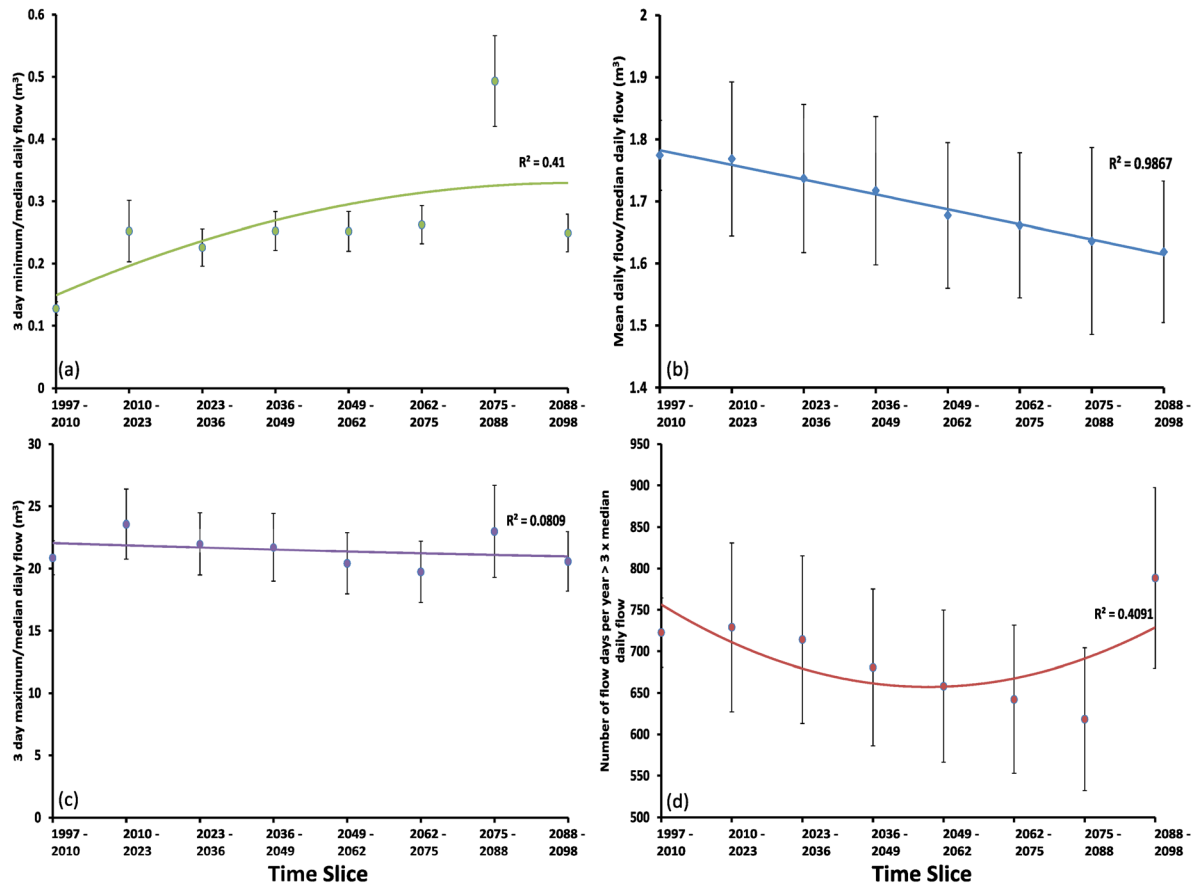 3 day minimum/median daily flow (m³)
0.6
0.5
0.4
0.3
0.2
0.1
0
R² = 0.41
(a)
1997 - 2010 - 2023 - 2036 - 2049 - 2062 - 2075 - 2088 -
2010 2023 2036 2049 2062 2075 2088 2098
Mean daily flow/median daily flow (m³)
2
1.9
1.8
1.7
1.6
1.5
1.4
R² = 0.9867
(b)
1997 - 2010 - 2023 - 2036 - 2049 - 2062 - 2075 - 2088 -
2010 2023 2036 2049 2062 2075 2088 2098
3 day maximum/median dialy flow (m³)
30
25
20
15
10
5
0
R² = 0.0809
(c)
1997 - 2010 - 2023 - 2036 - 2049 - 2062 - 2075 - 2088 -
2010 2023 2036 2049 2062 2075 2088 2098
Time Slice
Number of flow days per year > 3 x median
daily flow
950
900
850
800
750
700
650
600
550
500
R² = 0.4091
(d)
1997 - 2010 - 2023 - 2036 - 2049 - 2062 - 2075 - 2088 -
2010 2023 2036 2049 2062 2075 2088 2098
Time Slice